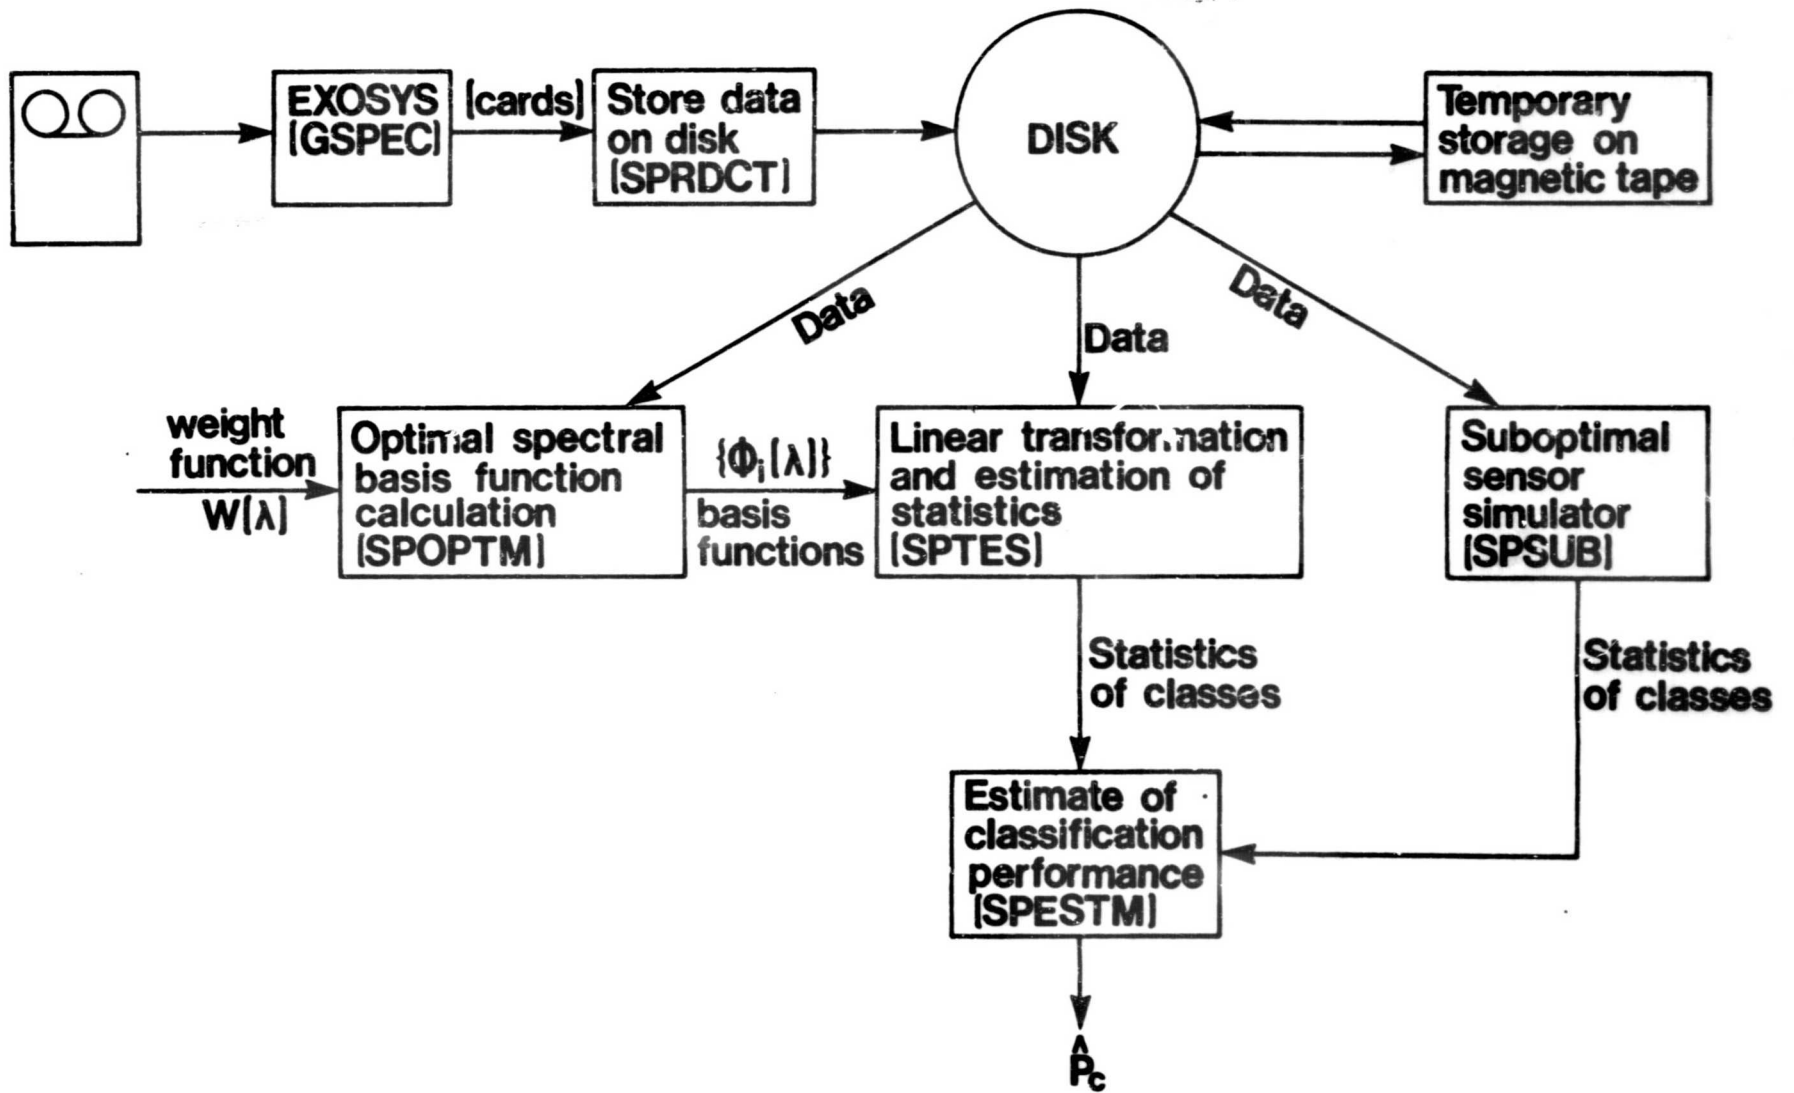 EXOSYS
(GSPEC)
(cards)
Store data
on disk
(SPRDCT)
DISK
Temporary
storage on
magnetic tape
Data
Data
Data
weight
function
W(λ)
Optimal spectral
basis function
calculation
(SPOPTM)
{Φi(λ)}
basis
functions
Linear transformation
and estimation of
statistics
(SPTES)
Suboptimal
sensor
simulator
(SPSUB)
Statistics
of classes
Statistics
of classes
Estimate of
classification
performance
(SPESTM)
P̂c